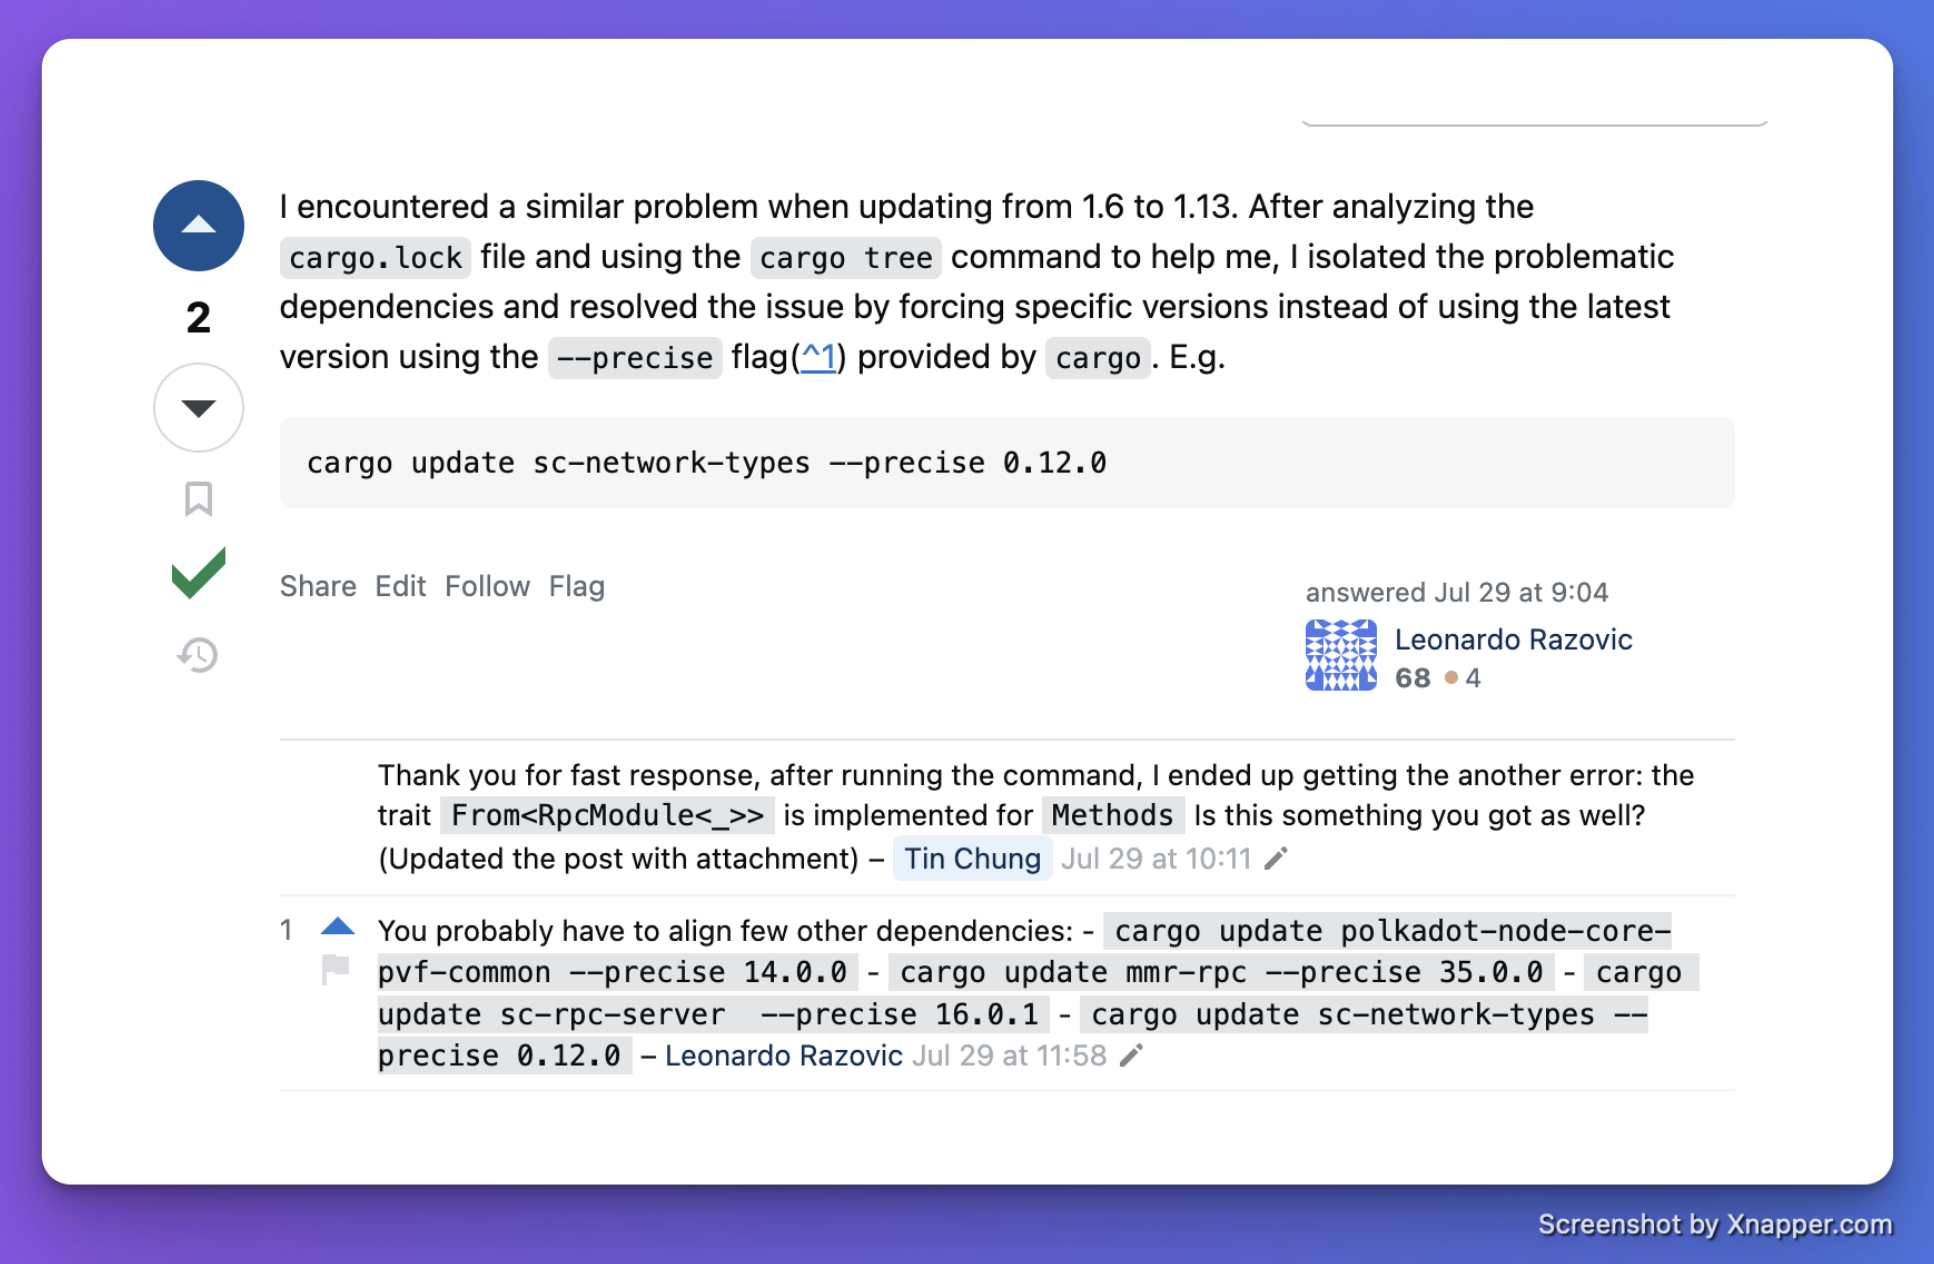 I encountered a similar problem when updating from 1.6 to 1.13. After analyzing the
cargo.lock file and using the cargo tree command to help me, I isolated the problematic
dependencies and resolved the issue by forcing specific versions instead of using the latest
version using the --precise flag(^1) provided by cargo. E.g.
2
cargo update sc-network-types --precise 0.12.0
Share Edit Follow Flag
answered Jul 29 at 9:04
Leonardo Razovic
68 4
Thank you for fast response, after running the command, I ended up getting the another error: the
trait From<RpcModule<_>> is implemented for Methods Is this something you got as well?
(Updated the post with attachment) – Tin Chung Jul 29 at 10:11
1 You probably have to align few other dependencies: - cargo update polkadot-node-core-
pvf-common --precise 14.0.0 - cargo update mmr-rpc --precise 35.0.0 - cargo
update sc-rpc-server  --precise 16.0.1 - cargo update sc-network-types --
precise 0.12.0 – Leonardo Razovic Jul 29 at 11:58
Screenshot by Xnapper.com